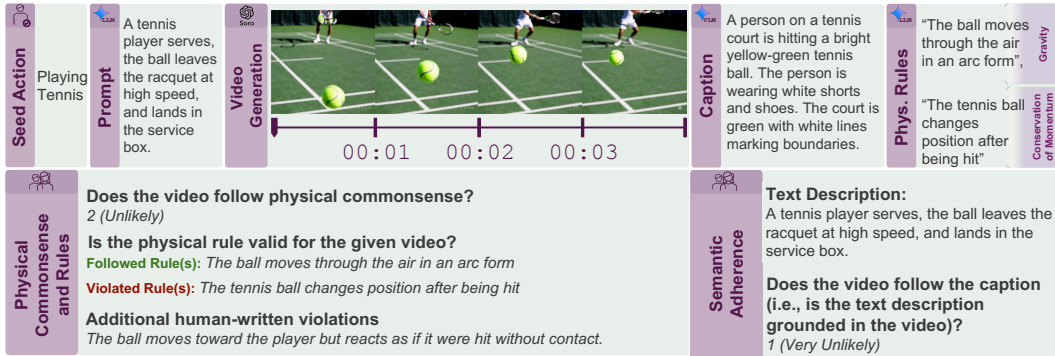 Seed Action
Playing
Tennis
LLM
Prompt
A tennis
player serves,
the ball leaves
the racquet at
high speed,
and lands in
the service
box.
Sora
Video
Generation
00:01
00:02
00:03
VLM
Caption
A person on a tennis
court is hitting a bright
yellow-green tennis
ball. The person is
wearing white shorts
and shoes. The court is
green with white lines
marking boundaries.
LLM
Phys. Rules
“The ball moves
through the air
in an arc form”,
Gravity
“The tennis ball
changes
position after
being hit”
Conservation
of Momentum
Physical
Commonsense
and Rules
Does the video follow physical commonsense?
2 (Unlikely)
Is the physical rule valid for the given video?
Followed Rule(s): The ball moves through the air in an arc form
Violated Rule(s): The tennis ball changes position after being hit
Additional human-written violations
The ball moves toward the player but reacts as if it were hit without contact.
Semantic
Adherence
Text Description:
A tennis player serves, the ball leaves the
racquet at high speed, and lands in the
service box.
Does the video follow the caption
(i.e., is the text description
grounded in the video)?
1 (Very Unlikely)